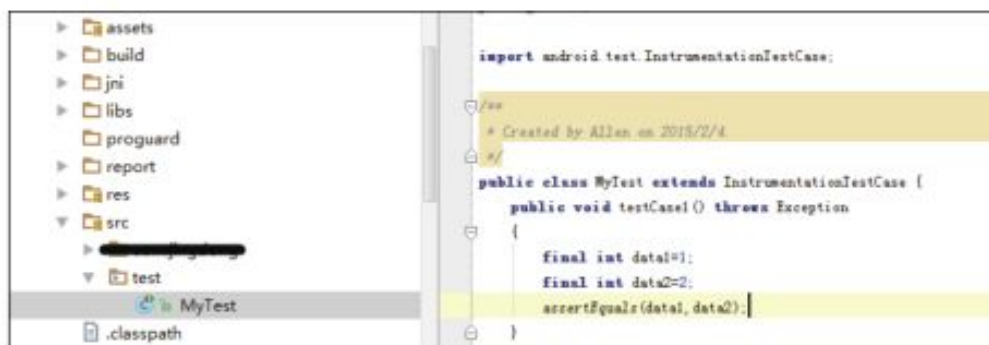 assets
build
jni
libs
proguard
report
res
src
test
MyTest
.classpath
import android.test.InstrumentationTestCase;
/**
* Created by Allen on 2015/2/4
*/
public class MyTest extends InstrumentationTestCase {
public void testCase1() throws Exception
{
final int data1=1;
final int data2=2;
assertEquals(data1,data2);
}